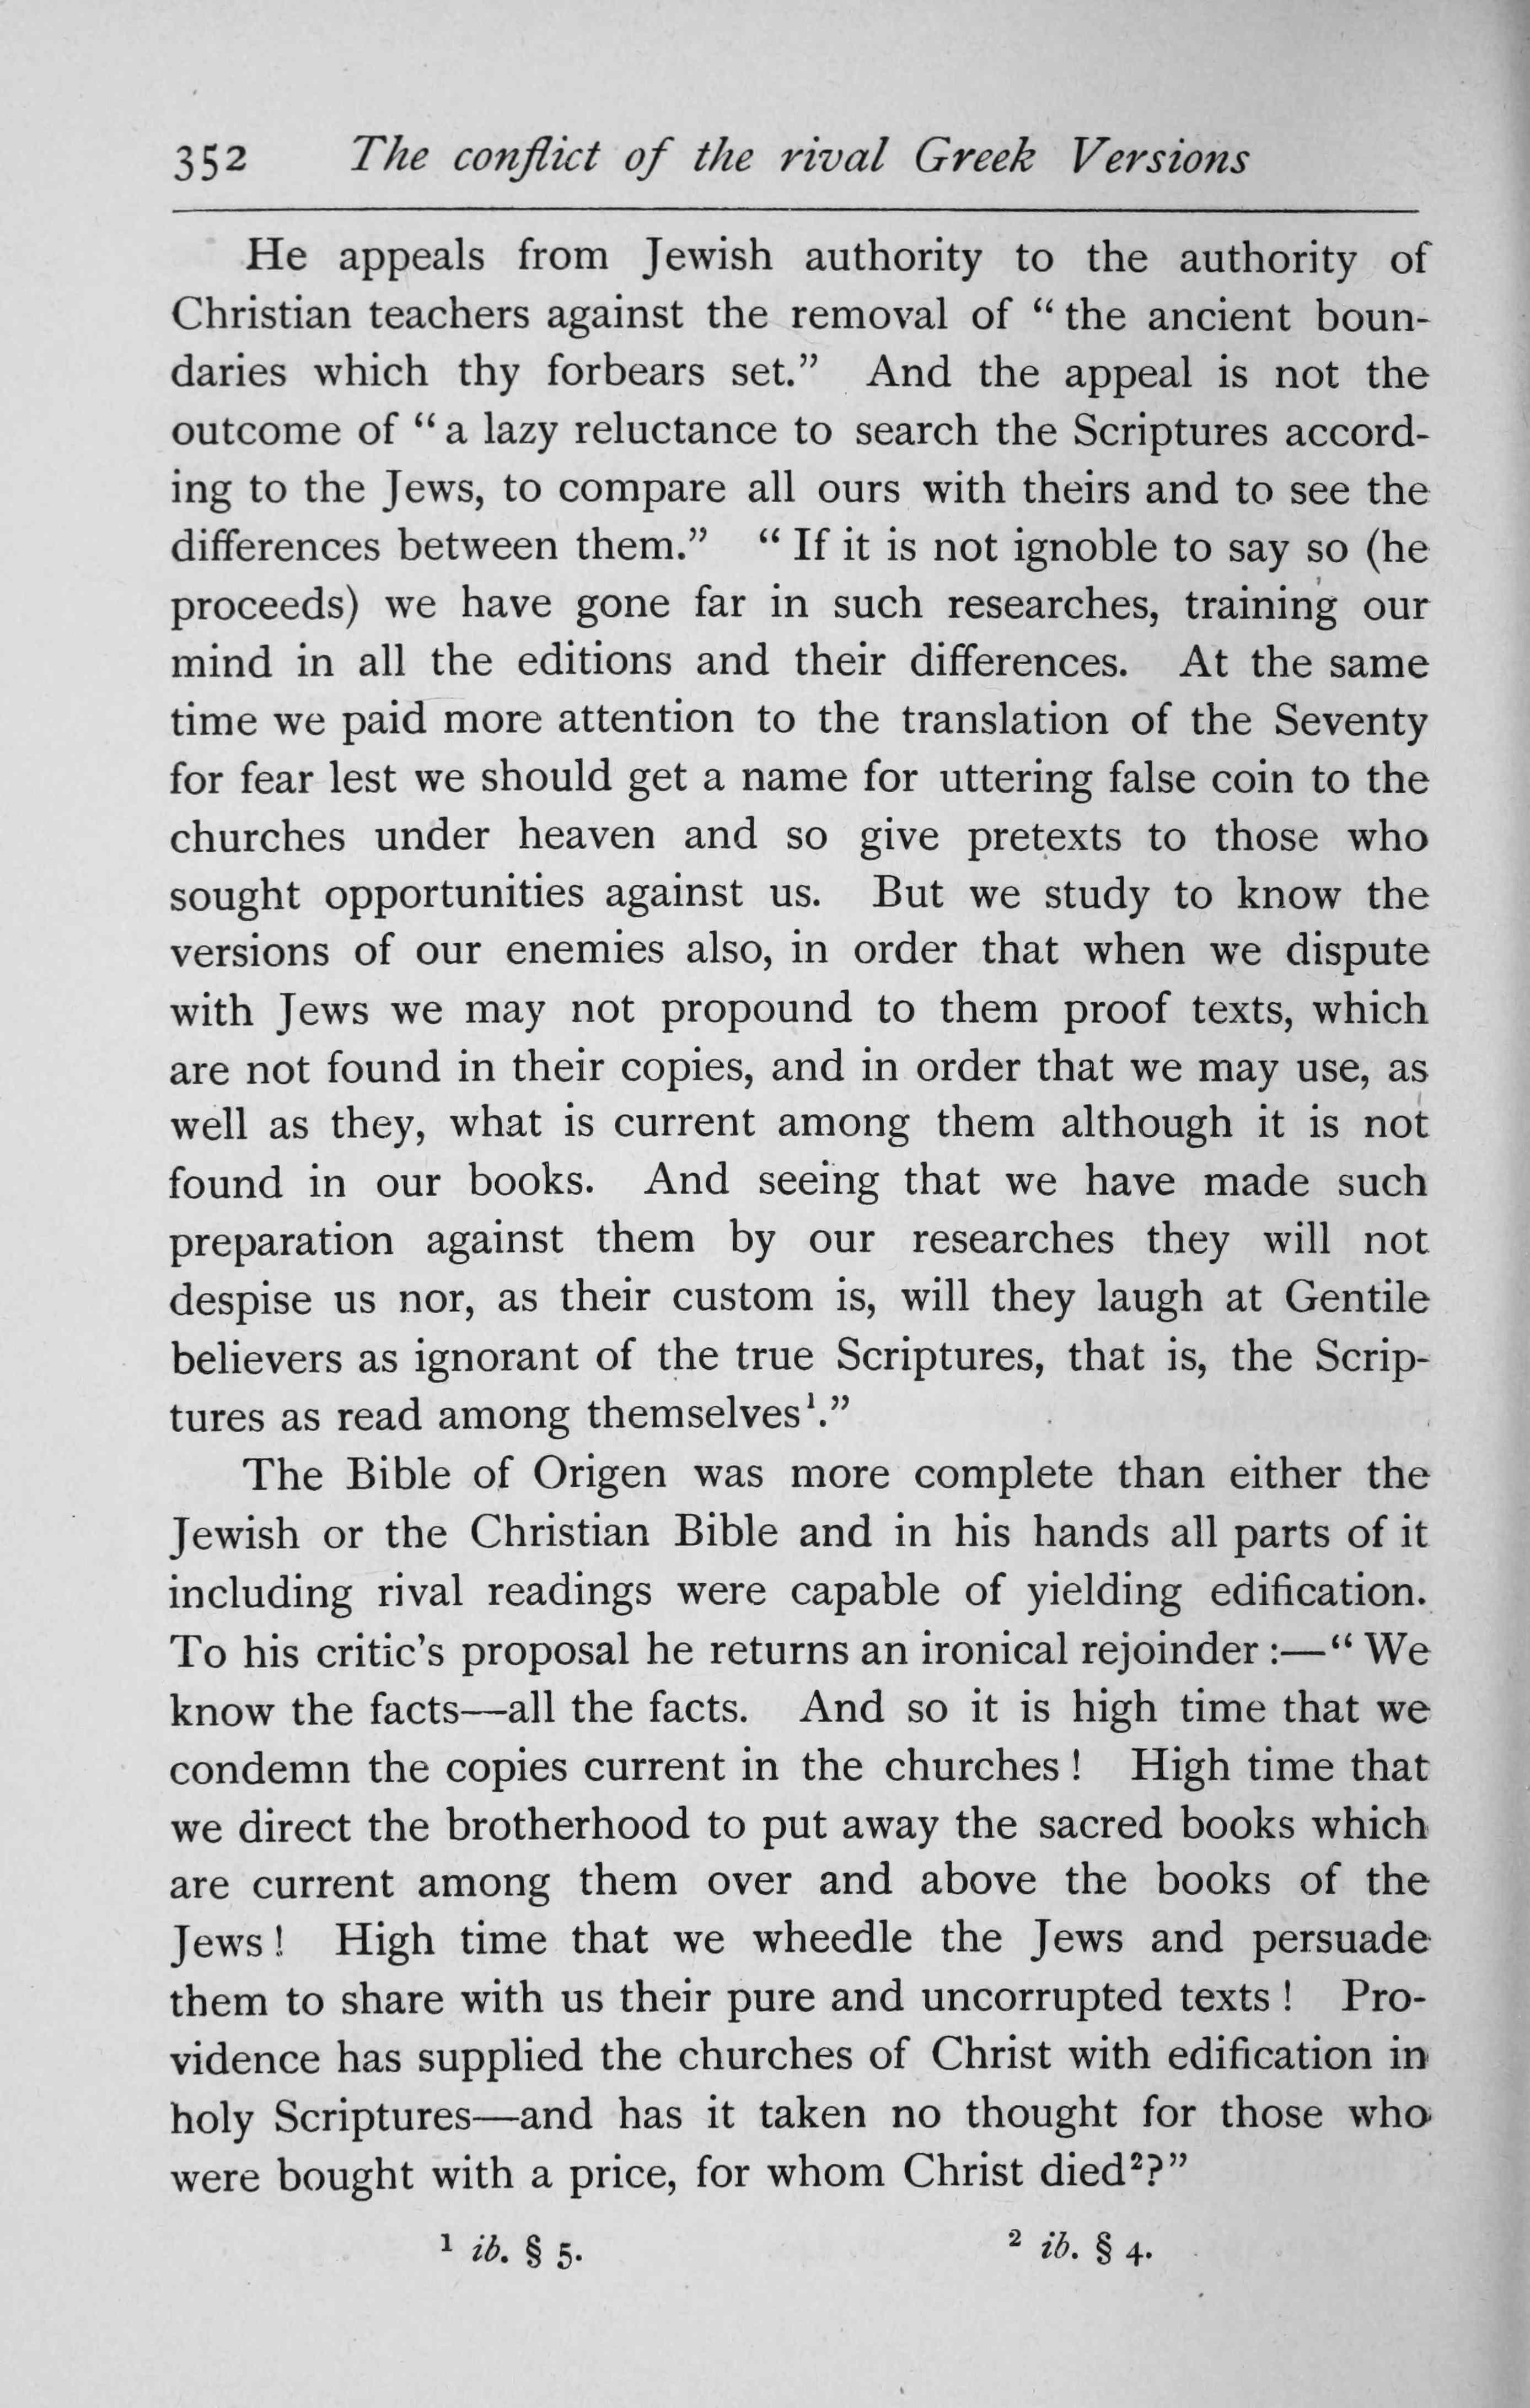 352 The conflict of the rival Greek Versions
He appeals from Jewish authority to the authority of
Christian teachers against the removal of “the ancient boun-
daries which thy forbears set.” And the appeal is not the
outcome of “a lazy reluctance to search the Scriptures accord-
ing to the Jews, to compare all ours with theirs and to see the
differences between them.” “If it is not ignoble to say so (he
proceeds) we have gone far in such researches, training our
mind in all the editions and their differences. At the same
time we paid more attention to the translation of the Seventy
for fear lest we should get a name for uttering false coin to the
churches under heaven and so give pretexts to those who
sought opportunities against us. But we study to know the
versions of our enemies also, in order that when we dispute
with Jews we may not propound to them proof texts, which
are not found in their copies, and in order that we may use, as
well as they, what is current among them although it is not
found in our books. And seeing that we have made such
preparation against them by our researches they will not
despise us nor, as their custom is, will they laugh at Gentile
believers as ignorant of the true Scriptures, that is, the Scrip-
tures as read among themselves¹.”
The Bible of Origen was more complete than either the
Jewish or the Christian Bible and in his hands all parts of it
including rival readings were capable of yielding edification.
To his critic’s proposal he returns an ironical rejoinder :—“We
know the facts—all the facts. And so it is high time that we
condemn the copies current in the churches ! High time that
we direct the brotherhood to put away the sacred books which
are current among them over and above the books of the
Jews ! High time that we wheedle the Jews and persuade
them to share with us their pure and uncorrupted texts ! Pro-
vidence has supplied the churches of Christ with edification in
holy Scriptures—and has it taken no thought for those who
were bought with a price, for whom Christ died²?”
¹ ib. § 5. ² ib. § 4.